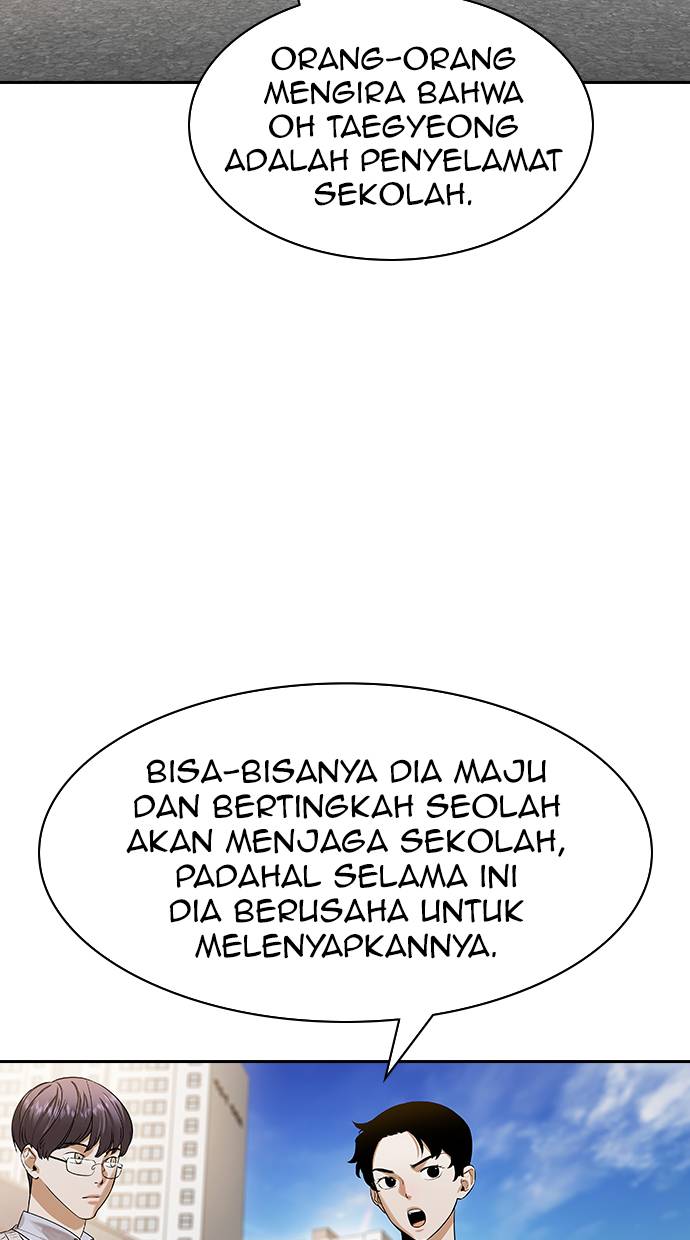 ORANG-ORANG
MENGIRA BAHWA
OH TAEGYEONG
ADALAH PENYELAMAT
SEKOLAH.
BISA-BISANYA DIA MAJU
DAN BERTINGKAH SEOLAH
AKAN MENJAGA SEKOLAH,
PADAHAL SELAMA INI
DIA BERUSAHA UNTUK
MELENYAPKANNYA.